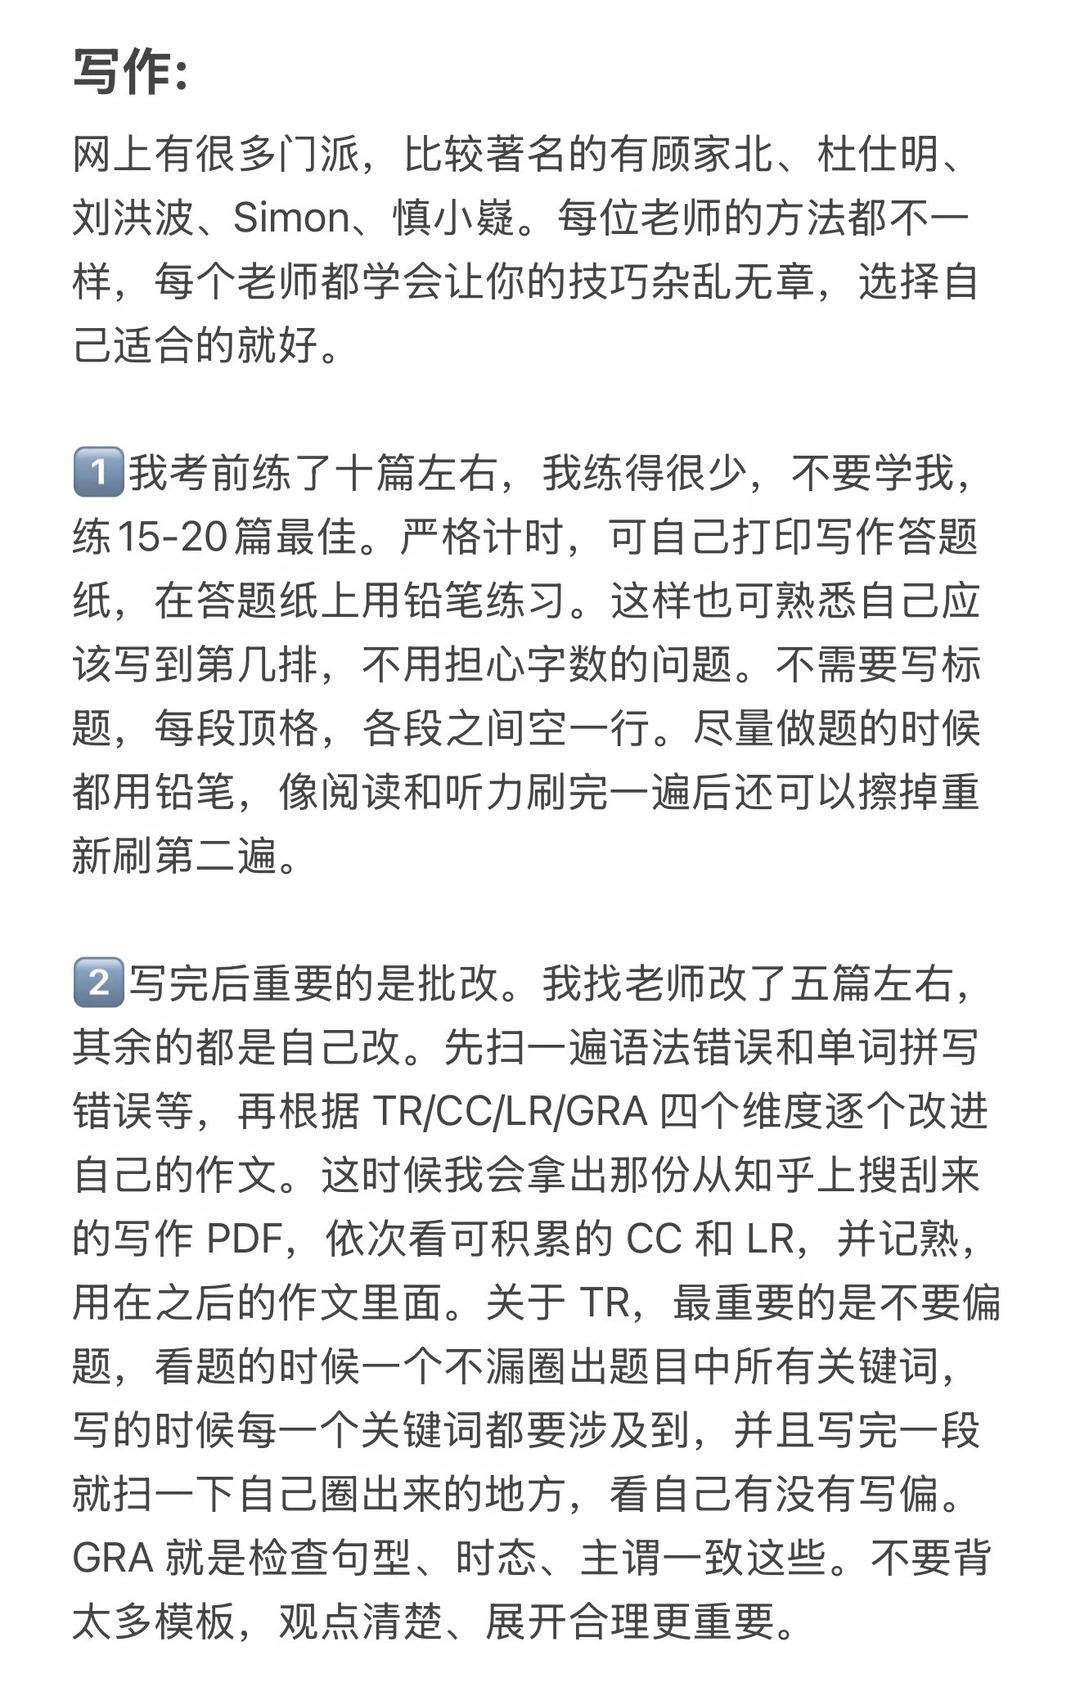 写作:
网上有很多门派，比较著名的有顾家北、杜仕明、
刘洪波、Simon、慎小嶷。每位老师的方法都不一
样，每个老师都学会让你的技巧杂乱无章，选择自
己适合的就好。
1我考前练了十篇左右，我练得很少，不要学我，
练15-20篇最佳。严格计时，可自己打印写作答题
纸，在答题纸上用铅笔练习。这样也可熟悉自己应
该写到第几排，不用担心字数的问题。不需要写标
题，每段顶格，各段之间空一行。尽量做题的时候
都用铅笔，像阅读和听力刷完一遍后还可以擦掉重
新刷第二遍。
2写完后重要的是批改。我找老师改了五篇左右，
其余的都是自己改。先扫一遍语法错误和单词拼写
错误等，再根据 TR/CC/LR/GRA 四个维度逐个改进
自己的作文。这时候我会拿出那份从知乎上搜刮来
的写作 PDF，依次看可积累的 CC 和 LR，并记熟，
用在之后的作文里面。关于 TR，最重要的是不要偏
题，看题的时候一个不漏圈出题目中所有关键词，
写的时候每一个关键词都要涉及到，并且写完一段
就扫一下自己圈出来的地方，看自己有没有写偏。
GRA 就是检查句型、时态、主谓一致这些。不要背
太多模板，观点清楚、展开合理更重要。